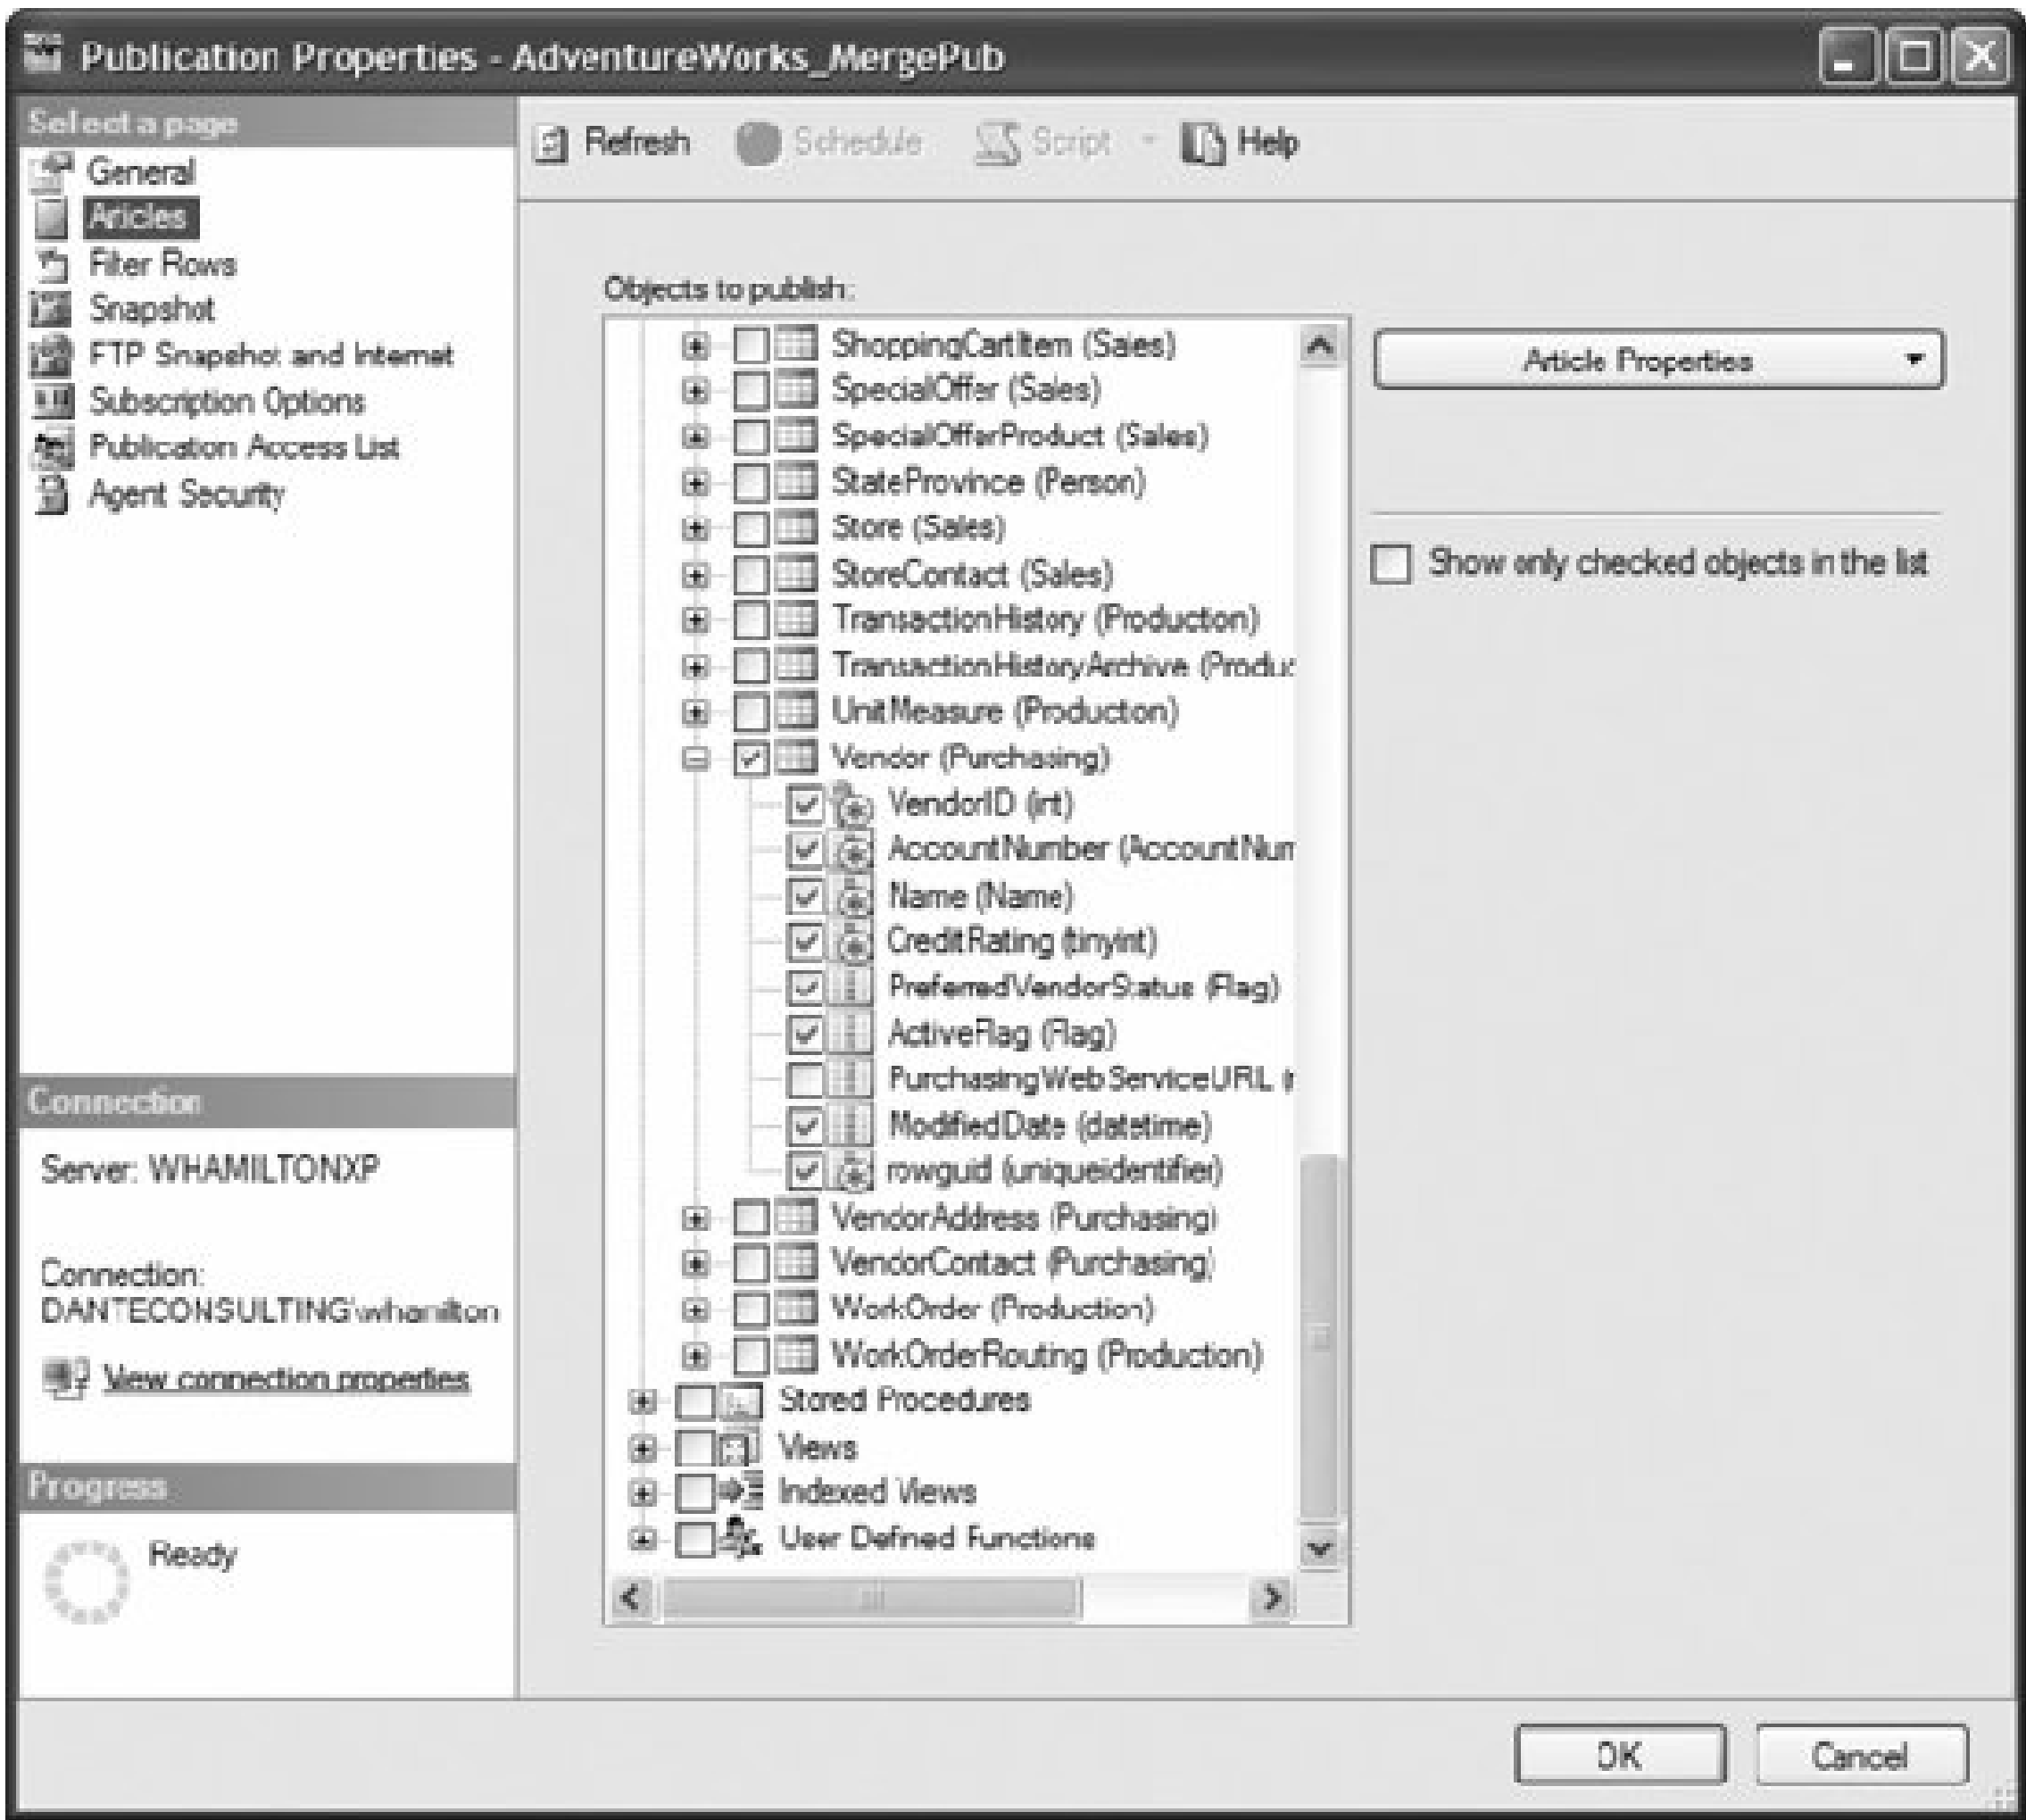 Publication Properties - AdventureWorks_MergePub
Select a page
General
Articles
Filter Rows
Snapshot
FTP Snapshot and Internet
Subscription Options
Publication Access List
Agent Security
Refresh
Schedule
Script
Help
Objects to publish:
ShoppingCartItem (Sales)
SpecialOffer (Sales)
SpecialOfferProduct (Sales)
StateProvince (Person)
Store (Sales)
StoreContact (Sales)
TransactionHistory (Production)
TransactionHistoryArchive (Produc
UnitMeasure (Production)
Vendor (Purchasing)
VendorID (int)
AccountNumber (AccountNum
Name (Name)
CreditRating (tinyint)
PreferredVendorStatus (Flag)
ActiveFlag (Flag)
PurchasingWebServiceURL (
ModifiedDate (datetime)
rowguid (uniqueidentifier)
VendorAddress (Purchasing)
VendorContact (Purchasing)
WorkOrder (Production)
WorkOrderRouting (Production)
Stored Procedures
Views
Indexed Views
User Defined Functions
Article Properties
Show only checked objects in the list
Connection
Server: WHAMILTONXP
Connection:
DANTECONSULTING\whamilton
View connection properties
Progress
Ready
OK
Cancel